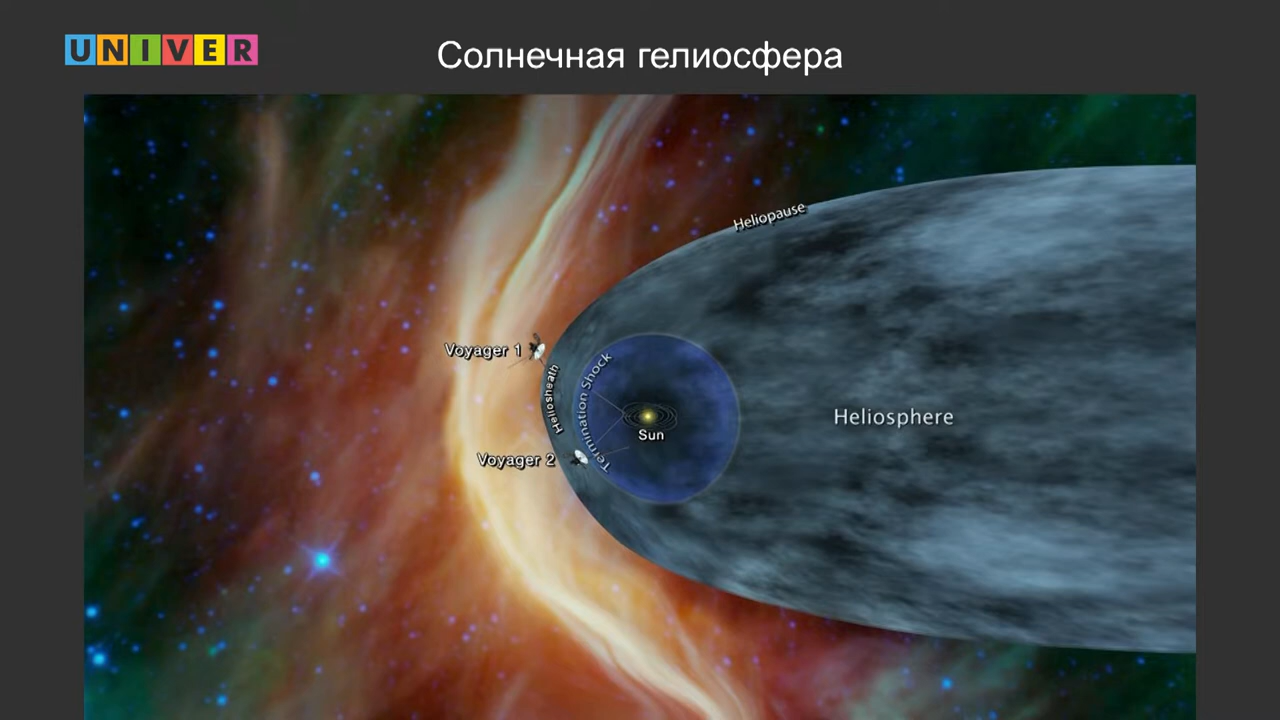 UNIVER
Солнечная гелиосфера
Heliopause
Voyager 1
Heliosheath
Termination Shock
Sun
Heliosphere
Voyager 2